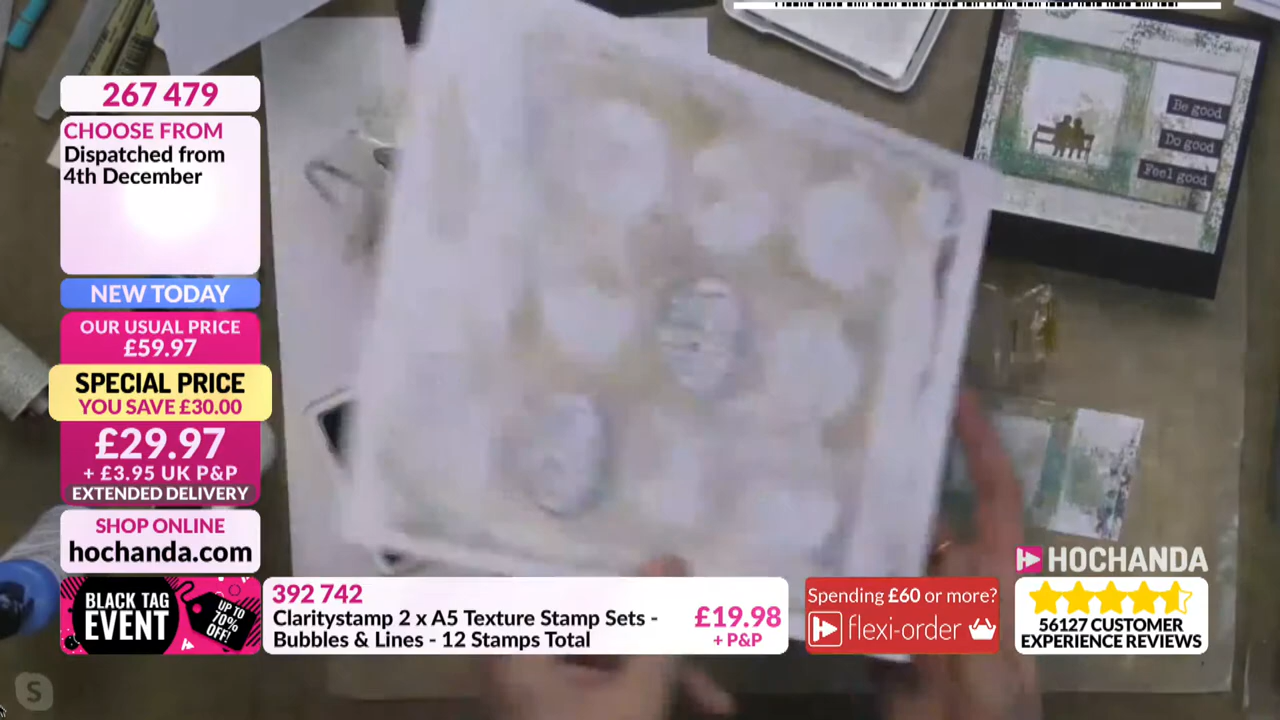 267 479
CHOOSE FROM
Dispatched from
4th December
NEW TODAY
OUR USUAL PRICE
£59.97
SPECIAL PRICE
YOU SAVE £30.00
£29.97
+ £3.95 UK P&P
EXTENDED DELIVERY
SHOP ONLINE
hochanda.com
BLACK TAG
EVENT
UP TO
70%
OFF!
392 742
Claritystamp 2 x A5 Texture Stamp Sets -
Bubbles & Lines - 12 Stamps Total
£19.98
+ P&P
Spending £60 or more?
flexi-order
HOCHANDA
56127 CUSTOMER
EXPERIENCE REVIEWS
Be good
Do good
Feel good
S